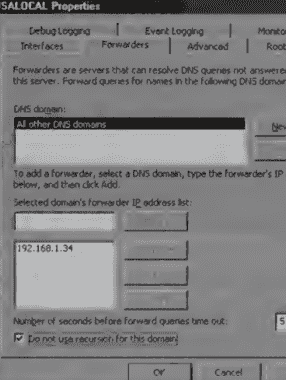 SALOCAL Properties
Debug Logging Event Logging Monito
Interfaces Forwarders Advanced Root
Forwarders are servers that can resolve DNS queries not answered
this server. Forward queries for names in the following DNS domain
DNS domain:
All other DNS domains
New
To add a forwarder, select a DNS domain, type the forwarder's IP
below, and then click Add.
Selected domain's forwarder IP address list:
192.168.1.34
Number of seconds before forward queries time out: 5
Do not use recursion for this domain
OK Cancel